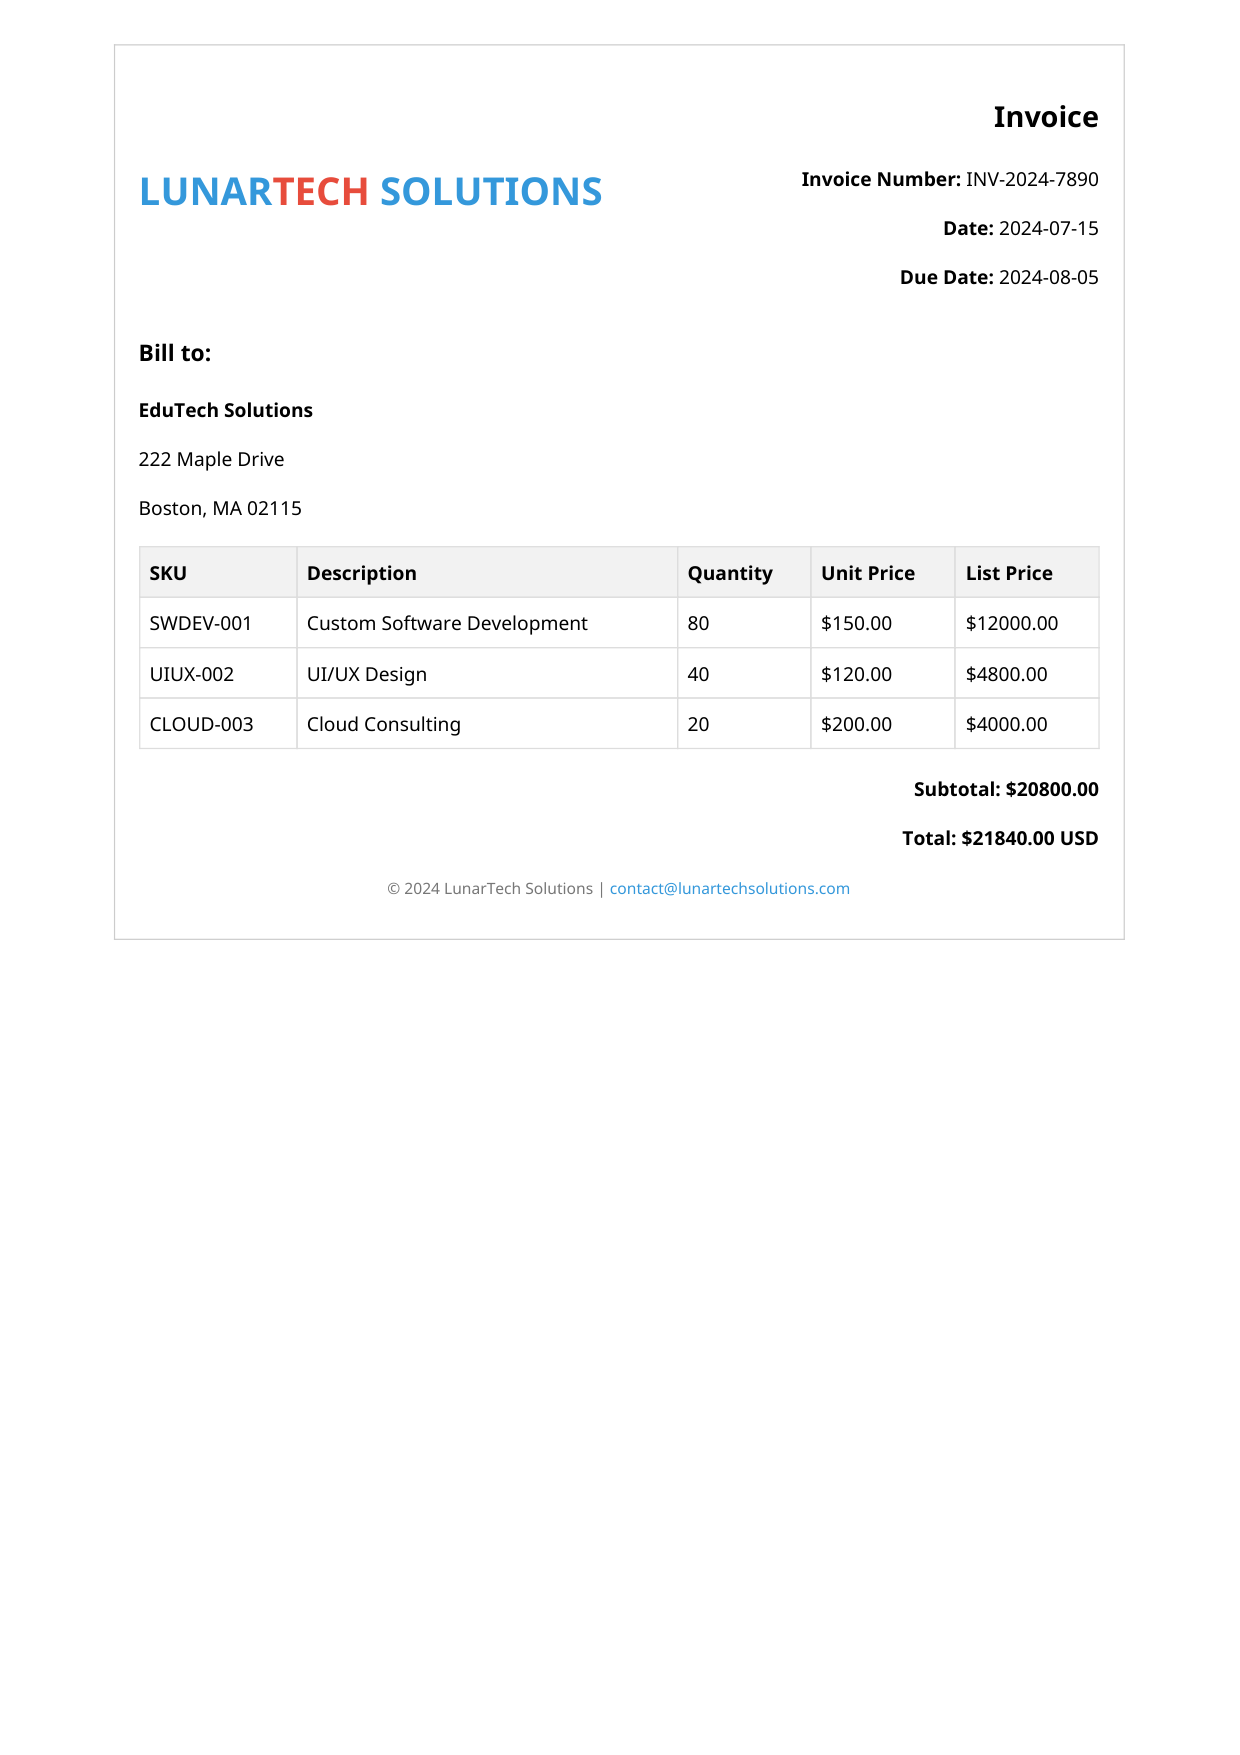 Invoice
LUNARTECH SOLUTIONS
Invoice Number: INV-2024-7890
Date: 2024-07-15
Due Date: 2024-08-05
Bill to:
EduTech Solutions
222 Maple Drive
Boston, MA 02115
SKU Description Quantity Unit Price List Price
SWDEV-001 Custom Software Development 80 $150.00 $12000.00
UIUX-002 UI/UX Design 40 $120.00 $4800.00
CLOUD-003 Cloud Consulting 20 $200.00 $4000.00
Subtotal: $20800.00
Total: $21840.00 USD
© 2024 LunarTech Solutions | contact@lunartechsolutions.com